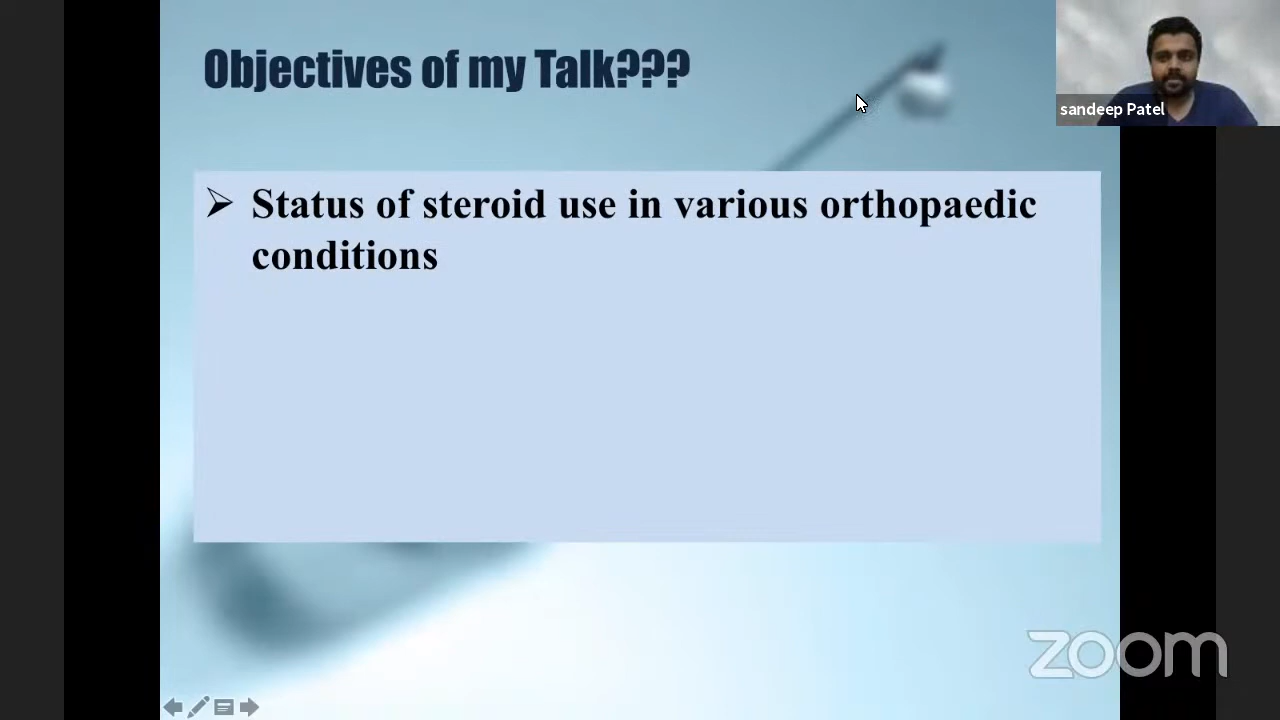 Objectives of my Talk???
sandeep Patel
➢ Status of steroid use in various orthopaedic
conditions
zoom